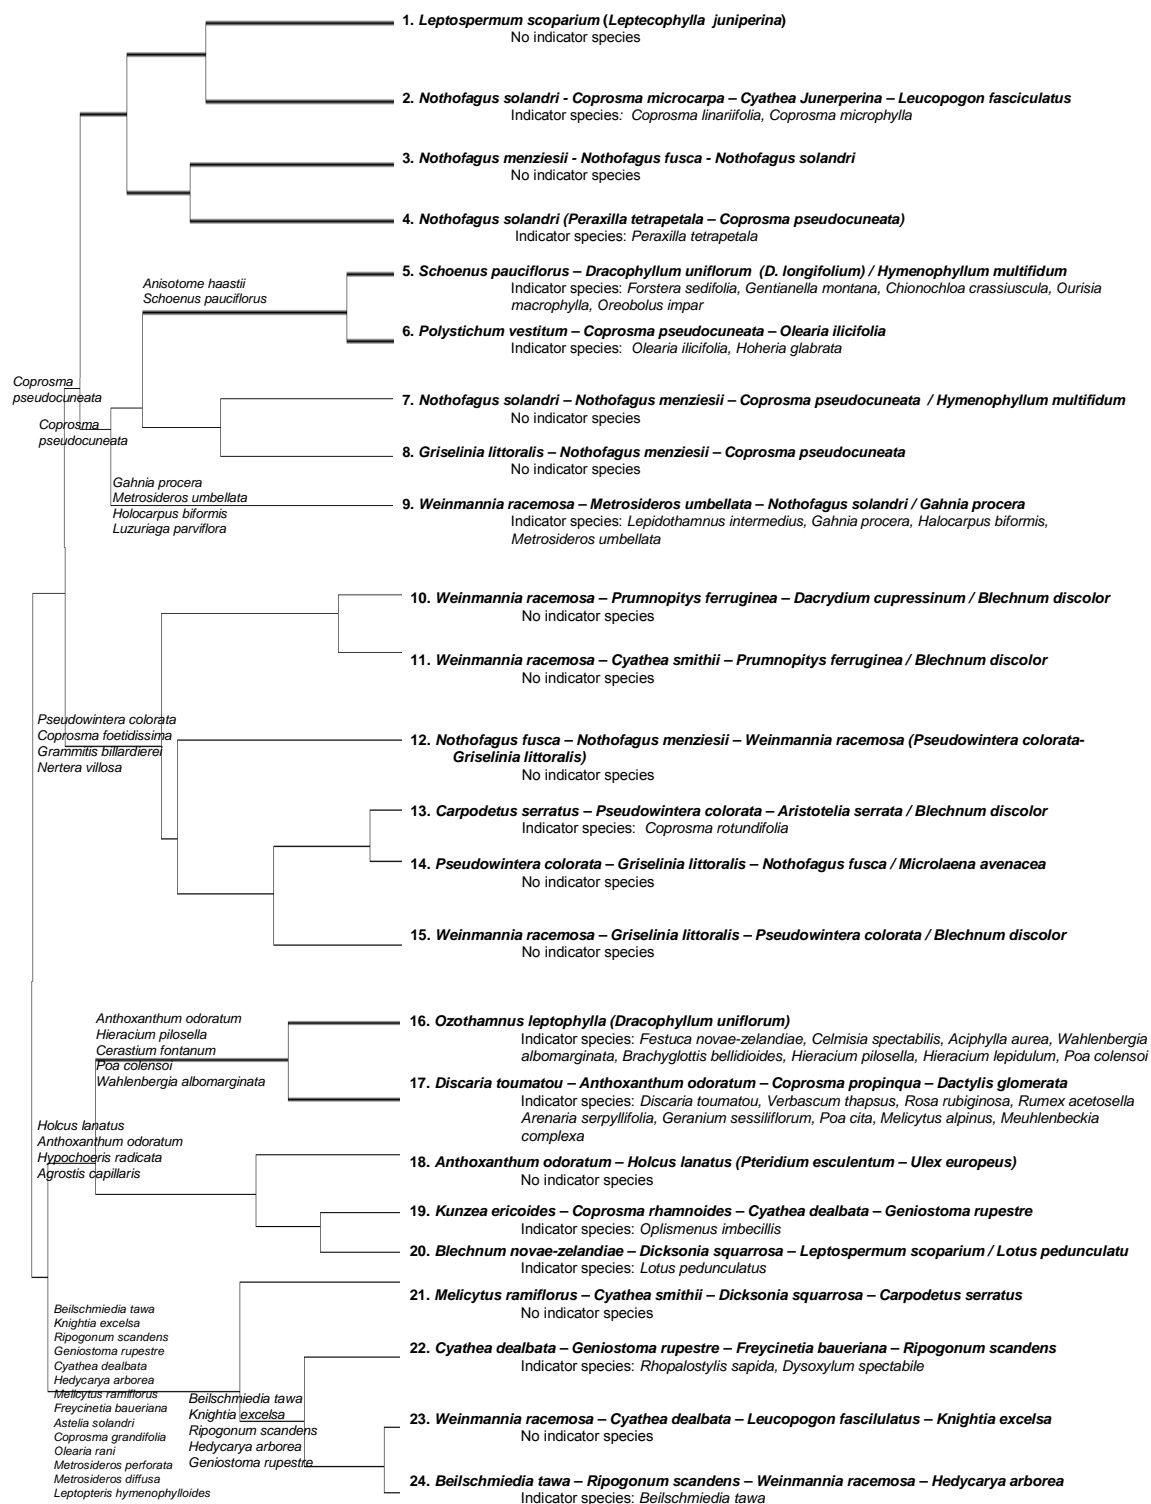 1. Leptospermum scoparium (Leptecophylla juniperina)
No indicator species
2. Nothofagus solandri - Coprosma microcarpa – Cyathea Junerperina – Leucopogon fasciculatus
Indicator species: Coprosma linariifolia, Coprosma microphylla
3. Nothofagus menziesii - Nothofagus fusca - Nothofagus solandri
No indicator species
4. Nothofagus solandri (Peraxilla tetrapetala – Coprosma pseudocuneata)
Indicator species: Peraxilla tetrapetala
Anisotome haastii
Schoenus pauciflorus
5. Schoenus pauciflorus – Dracophyllum uniflorum (D. longifolium) / Hymenophyllum multifidum
Indicator species: Forstera sedifolia, Gentianella montana, Chionochloa crassiuscula, Ourisia
macrophylla, Oreobolus impar
6. Polystichum vestitum – Coprosma pseudocuneata – Olearia ilicifolia
Indicator species: Olearia ilicifolia, Hoheria glabrata
Coprosma
pseudocuneata
Coprosma
pseudocuneata
7. Nothofagus solandri – Nothofagus menziesii – Coprosma pseudocuneata / Hymenophyllum multifidum
No indicator species
8. Griselinia littoralis – Nothofagus menziesii – Coprosma pseudocuneata
No indicator species
Gahnia procera
Metrosideros umbellata
Holocarpus biformis
Luzuriaga parviflora
9. Weinmannia racemosa – Metrosideros umbellata – Nothofagus solandri / Gahnia procera
Indicator species: Lepidothamnus intermedius, Gahnia procera, Halocarpus biformis,
Metrosideros umbellata
10. Weinmannia racemosa – Prumnopitys ferruginea – Dacrydium cupressinum / Blechnum discolor
No indicator species
11. Weinmannia racemosa – Cyathea smithii – Prumnopitys ferruginea / Blechnum discolor
No indicator species
Pseudowintera colorata
Coprosma foetidissima
Grammitis billardierei
Nertera villosa
12. Nothofagus fusca – Nothofagus menziesii – Weinmannia racemosa (Pseudowintera colorata-
Griselinia littoralis)
No indicator species
13. Carpodetus serratus – Pseudowintera colorata – Aristotelia serrata / Blechnum discolor
Indicator species: Coprosma rotundifolia
14. Pseudowintera colorata – Griselinia littoralis – Nothofagus fusca / Microlaena avenacea
No indicator species
15. Weinmannia racemosa – Griselinia littoralis – Pseudowintera colorata / Blechnum discolor
No indicator species
Anthoxanthum odoratum
Hieracium pilosella
Cerastium fontanum
Poa colensoi
Wahlenbergia albomarginata
16. Ozothamnus leptophylla (Dracophyllum uniflorum)
Indicator species: Festuca novae-zelandiae, Celmisia spectabilis, Aciphylla aurea, Wahlenbergia
albomarginata, Brachyglottis bellidioides, Hieracium pilosella, Hieracium lepidulum, Poa colensoi
17. Discaria toumatou – Anthoxanthum odoratum – Coprosma propinqua – Dactylis glomerata
Indicator species: Discaria toumatou, Verbascum thapsus, Rosa rubiginosa, Rumex acetosella
Arenaria serpyllifolia, Geranium sessiliflorum, Poa cita, Melicytus alpinus, Meuhlenbeckia
complexa
Holcus lanatus
Anthoxanthum odoratum
Hypochoeris radicata
Agrostis capillaris
18. Anthoxanthum odoratum – Holcus lanatus (Pteridium esculentum – Ulex europeus)
No indicator species
19. Kunzea ericoides – Coprosma rhamnoides – Cyathea dealbata – Geniostoma rupestre
Indicator species: Oplismenus imbecillis
20. Blechnum novae-zelandiae – Dicksonia squarrosa – Leptospermum scoparium / Lotus pedunculatu
Indicator species: Lotus pedunculatus
21. Melicytus ramiflorus – Cyathea smithii – Dicksonia squarrosa – Carpodetus serratus
No indicator species
Beilschmiedia tawa
Knightia excelsa
Ripogonum scandens
Geniostoma rupestre
Cyathea dealbata
Hedycarya arborea
Melicytus ramiflorus
Freycinetia baueriana
Astelia solandri
Coprosma grandifolia
Olearia rani
Metrosideros perforata
Metrosideros diffusa
Leptopteris hymenophylloides
22. Cyathea dealbata – Geniostoma rupestre – Freycinetia baueriana – Ripogonum scandens
Indicator species: Rhopalostylis sapida, Dysoxylum spectabile
Beilschmiedia tawa
Knightia excelsa
Ripogonum scandens
Hedycarya arborea
Geniostoma rupestre
23. Weinmannia racemosa – Cyathea dealbata – Leucopogon fascilulatus – Knightia excelsa
No indicator species
24. Beilschmiedia tawa – Ripogonum scandens – Weinmannia racemosa – Hedycarya arborea
Indicator species: Beilschmiedia tawa